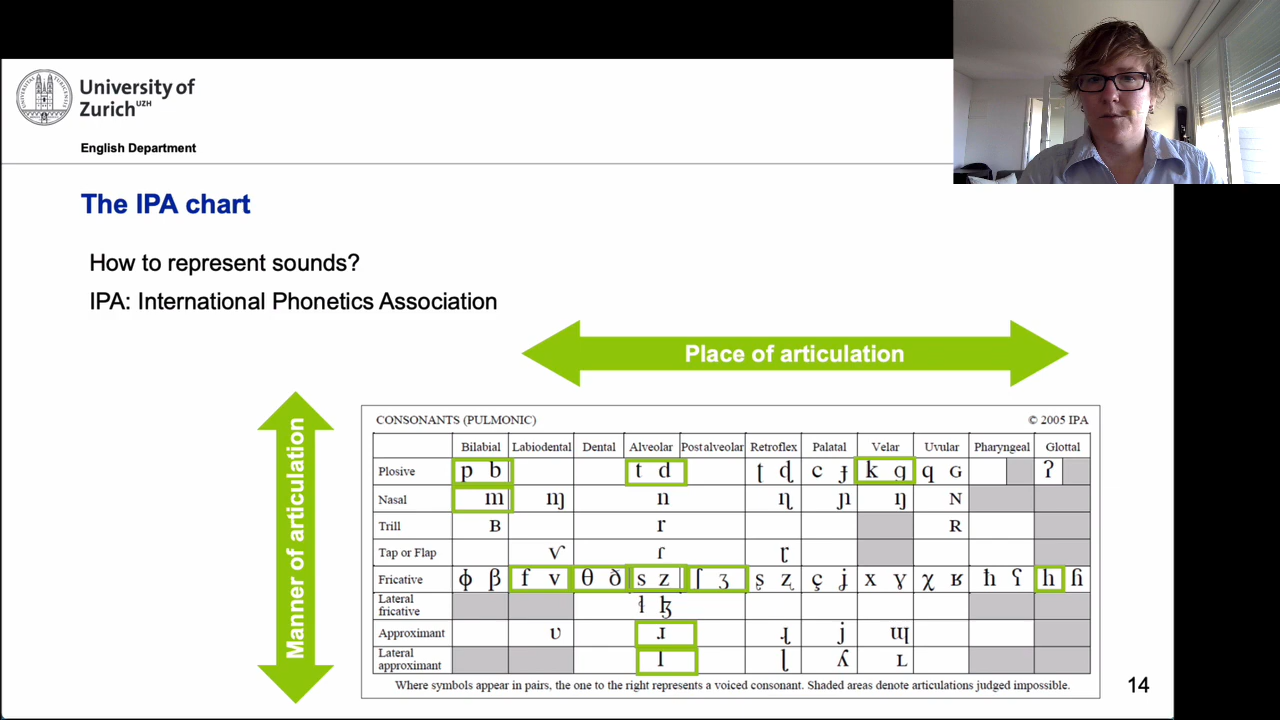 University of
Zurich UZH
English Department
The IPA chart
How to represent sounds?
IPA: International Phonetics Association
Place of articulation
Manner of articulation
CONSONANTS (PULMONIC) © 2005 IPA
Bilabial Labiodental Dental Alveolar Postalveolar Retroflex Palatal Velar Uvular Pharyngeal Glottal
Plosive p b t d ʈ ɖ c ɟ k ɡ q ɢ ʔ
Nasal m ɱ n ɳ ɲ ŋ ɴ
Trill ʙ r ʀ
Tap or Flap ⱱ ɾ ɽ
Fricative ɸ β f v θ ð s z ʃ ʒ ʂ ʐ ç ʝ x ɣ χ ʁ ħ ʕ h ɦ
Lateral
fricative ɬ ɮ
Approximant ʋ ɹ ɻ j ɰ
Lateral
approximant l ɭ ʎ ʟ
Where symbols appear in pairs, the one to the right represents a voiced consonant. Shaded areas denote articulations judged impossible.
14